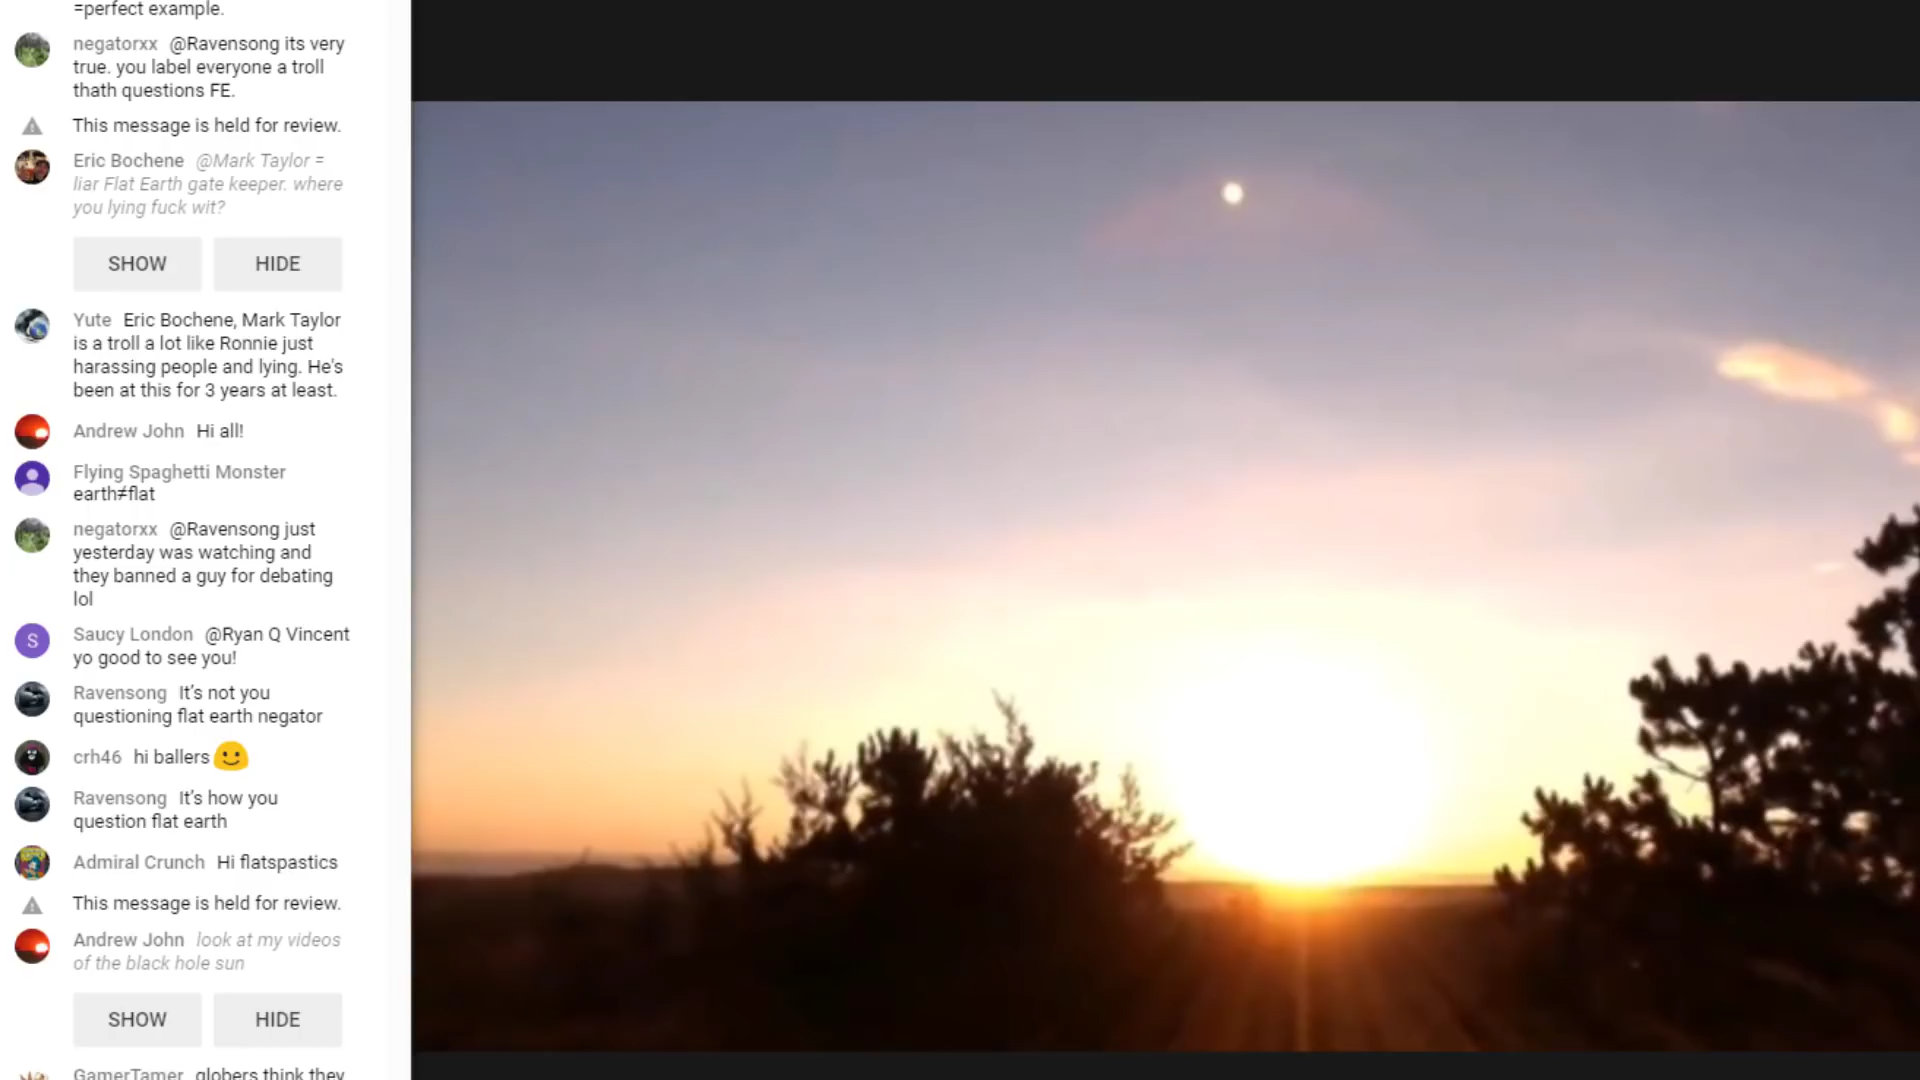 =perfect example.
negatorxx @Ravensong its very
true. you label everyone a troll
thath questions FE.
This message is held for review.
Eric Bochene @Mark Taylor =
liar Flat Earth gate keeper. where
you lying fuck wit?
SHOW HIDE
Yute Eric Bochene, Mark Taylor
is a troll a lot like Ronnie just
harassing people and lying. He's
been at this for 3 years at least.
Andrew John Hi all!
Flying Spaghetti Monster
earth≠flat
negatorxx @Ravensong just
yesterday was watching and
they banned a guy for debating
lol
S
Saucy London @Ryan Q Vincent
yo good to see you!
Ravensong It's not you
questioning flat earth negator
crh46 hi ballers
Ravensong It's how you
question flat earth
Admiral Crunch Hi flatspastics
This message is held for review.
Andrew John look at my videos
of the black hole sun
SHOW HIDE
GamerTamer globers think they